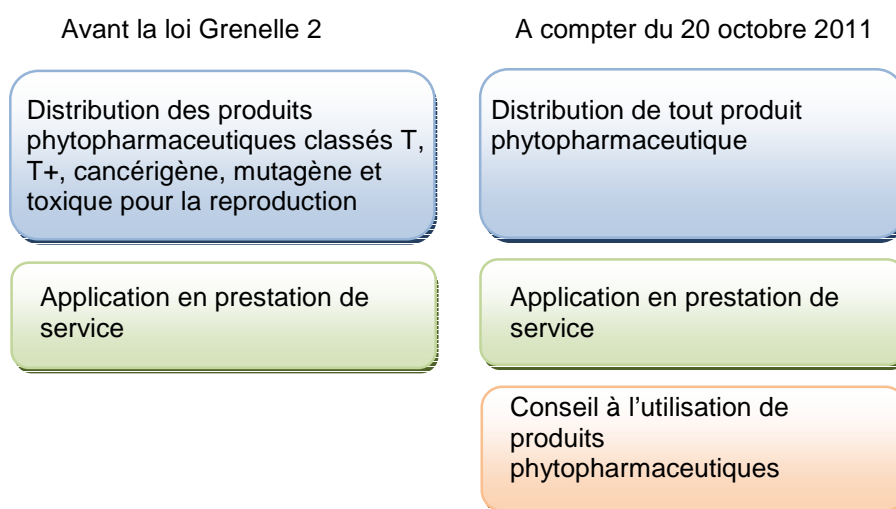 Avant la loi Grenelle 2
A compter du 20 octobre 2011
Distribution des produits
phytopharmaceutiques classés T,
T+, cancérigène, mutagène et
toxique pour la reproduction
Distribution de tout produit
phytopharmaceutique
Application en prestation de
service
Application en prestation de
service
Conseil à l’utilisation de
produits
phytopharmaceutiques